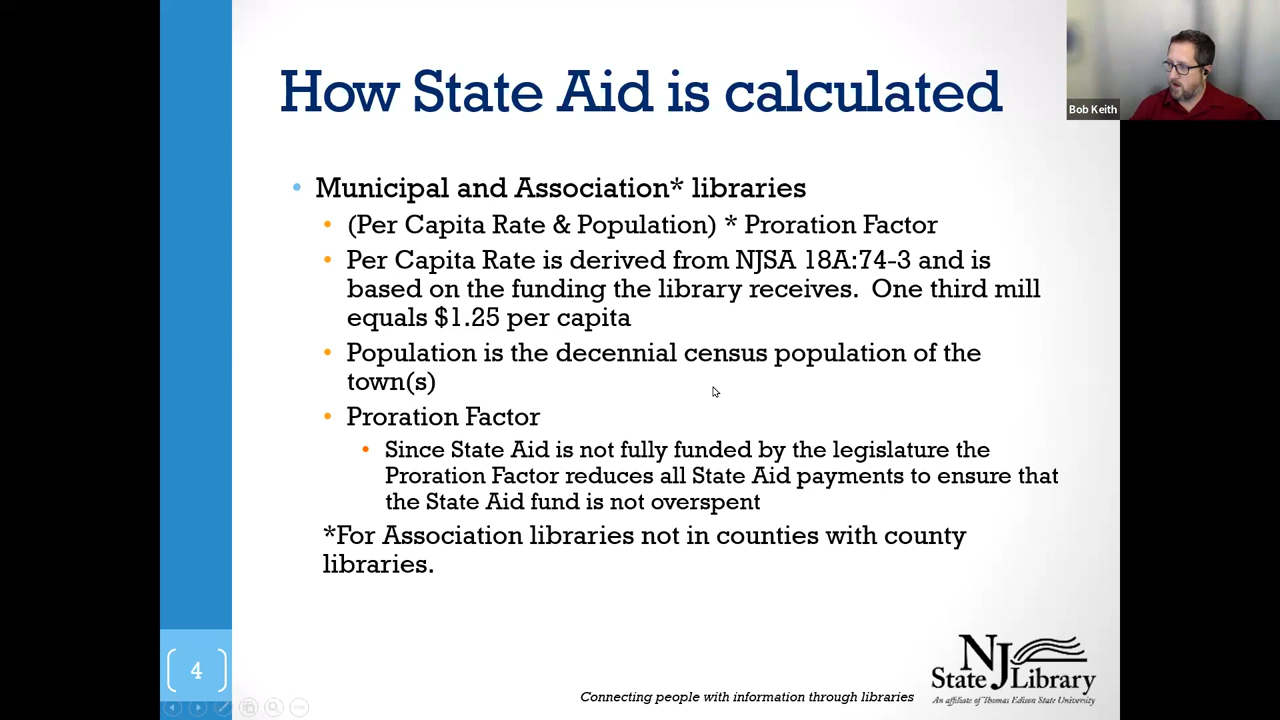 How State Aid is calculated
Bob Keith
• Municipal and Association* libraries
• (Per Capita Rate & Population) * Proration Factor
• Per Capita Rate is derived from NJSA 18A:74-3 and is
based on the funding the library receives.  One third mill
equals $1.25 per capita
• Population is the decennial census population of the
town(s)
• Proration Factor
• Since State Aid is not fully funded by the legislature the
Proration Factor reduces all State Aid payments to ensure that
the State Aid fund is not overspent
*For Association libraries not in counties with county
libraries.
4
Connecting people with information through libraries
NJ
State Library
An affiliate of Thomas Edison State University